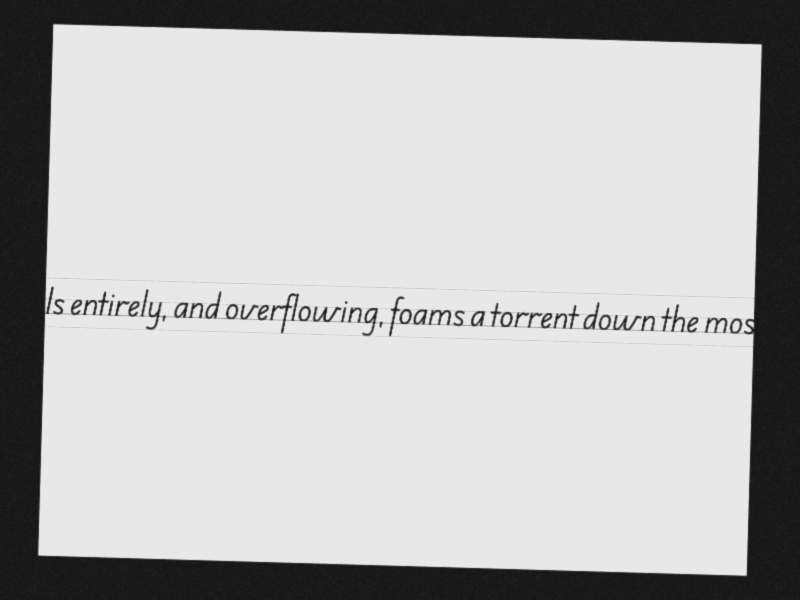 ls entirely, and overflowing, foams a torrent down the mos